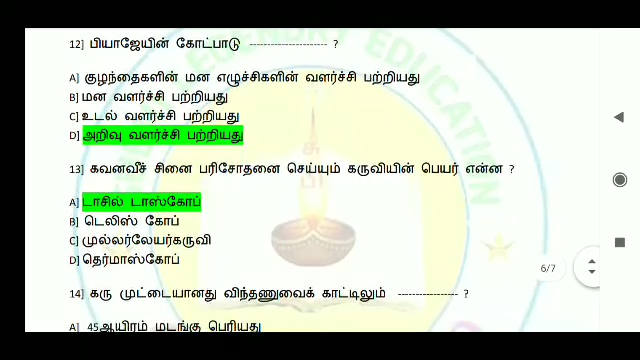 12] பியாஜேயின் கோட்பாடு ---------------------- ?
A] குழந்தைகளின் மன எழுச்சிகளின் வளர்ச்சி பற்றியது
B] மன வளர்ச்சி பற்றியது
C] உடல் வளர்ச்சி பற்றியது
D] அறிவு வளர்ச்சி பற்றியது
13] கவனவீச் சினை பரிசோதனை செய்யும் கருவியின் பெயர் என்ன ?
A] டாசில் டாஸ்கோப்
B] டெலிஸ் கோப்
C] முல்லர்லேயர்கருவி
D] தெர்மாஸ்கோப்
6/7
14] கரு முட்டையானது விந்தணுவைக் காட்டிலும் ----------------- ?
A] 45ஆயிரம் மடங்கு பெரியது